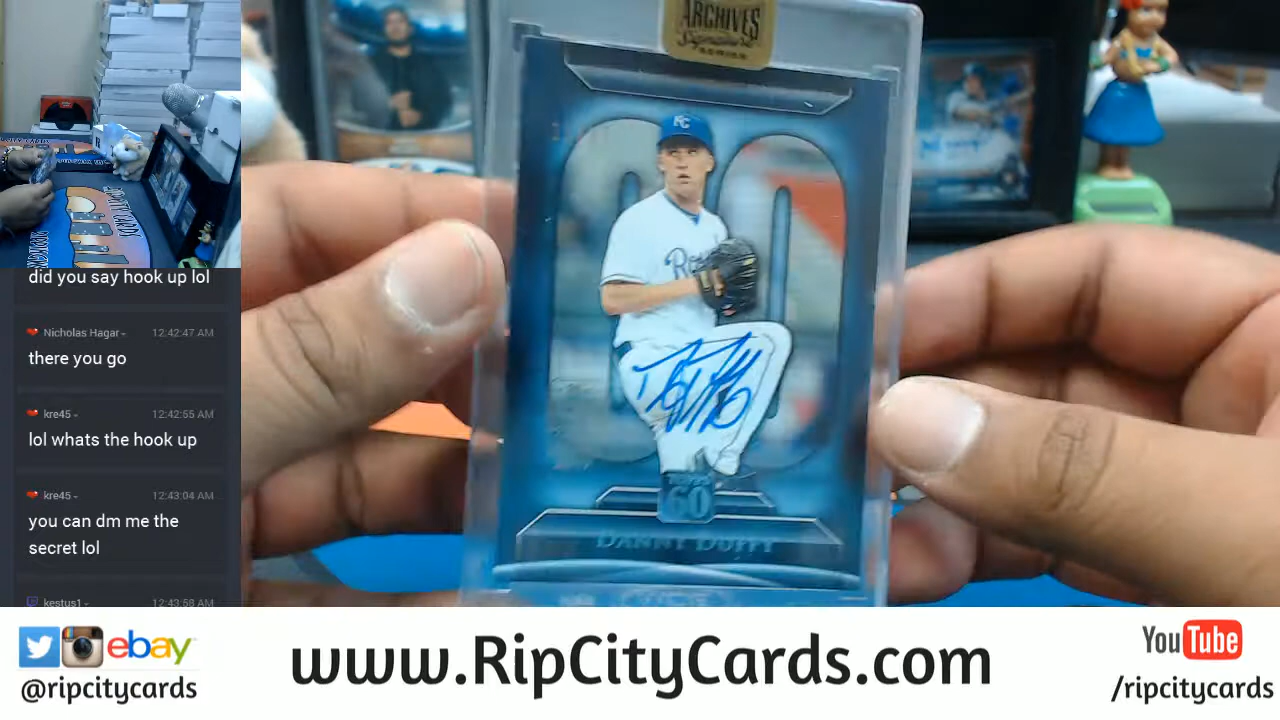 ARCHIVES
Signature
SERIES
60
KC
TOPPS
60
DANNY DUFFY
did you say hook up lol
Nicholas Hagar
12:42:47 AM
there you go
kre45
12:42:55 AM
lol whats the hook up
kre45
12:43:04 AM
you can dm me the
secret lol
kestus1
12:43:58 AM
ebay
@ripcitycards
www.RipCityCards.com
YouTube
/ripcitycards